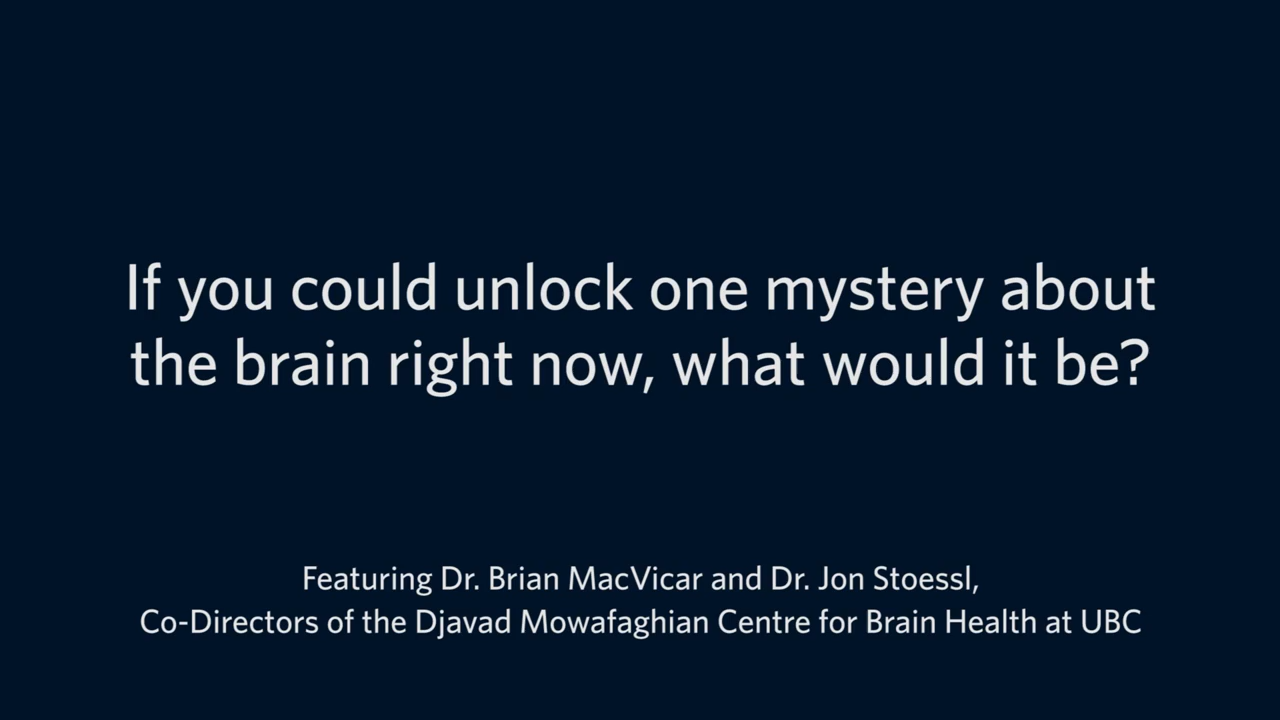 If you could unlock one mystery about
the brain right now, what would it be?
Featuring Dr. Brian MacVicar and Dr. Jon Stoessl,
Co-Directors of the Djavad Mowafaghian Centre for Brain Health at UBC